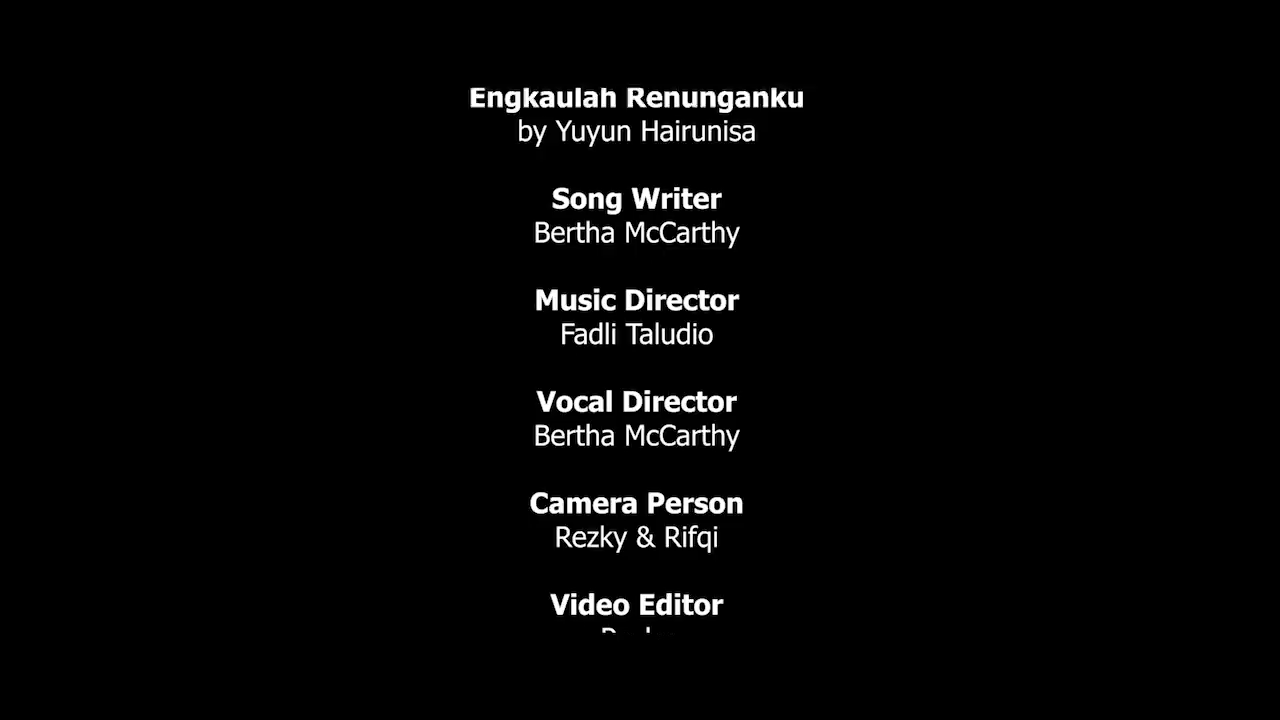 Engkaulah Renunganku
by Yuyun Hairunisa
Song Writer
Bertha McCarthy
Music Director
Fadli Taludio
Vocal Director
Bertha McCarthy
Camera Person
Rezky & Rifqi
Video Editor